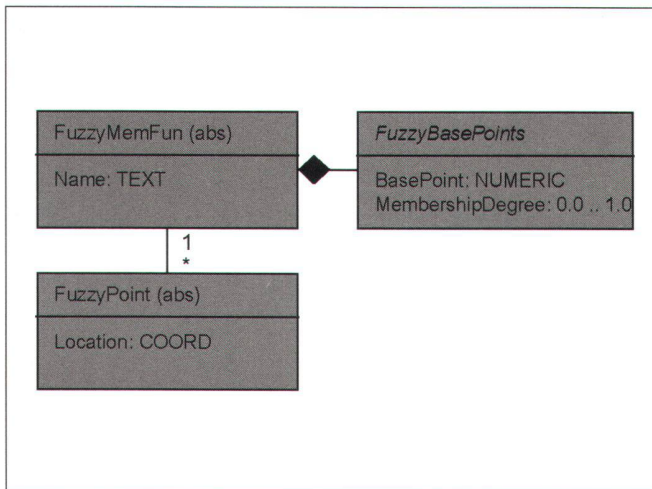 FuzzyMemFun (abs)
Name: TEXT
FuzzyBasePoints
BasePoint: NUMERIC
MembershipDegree: 0.0 .. 1.0
1
*
FuzzyPoint (abs)
Location: COORD